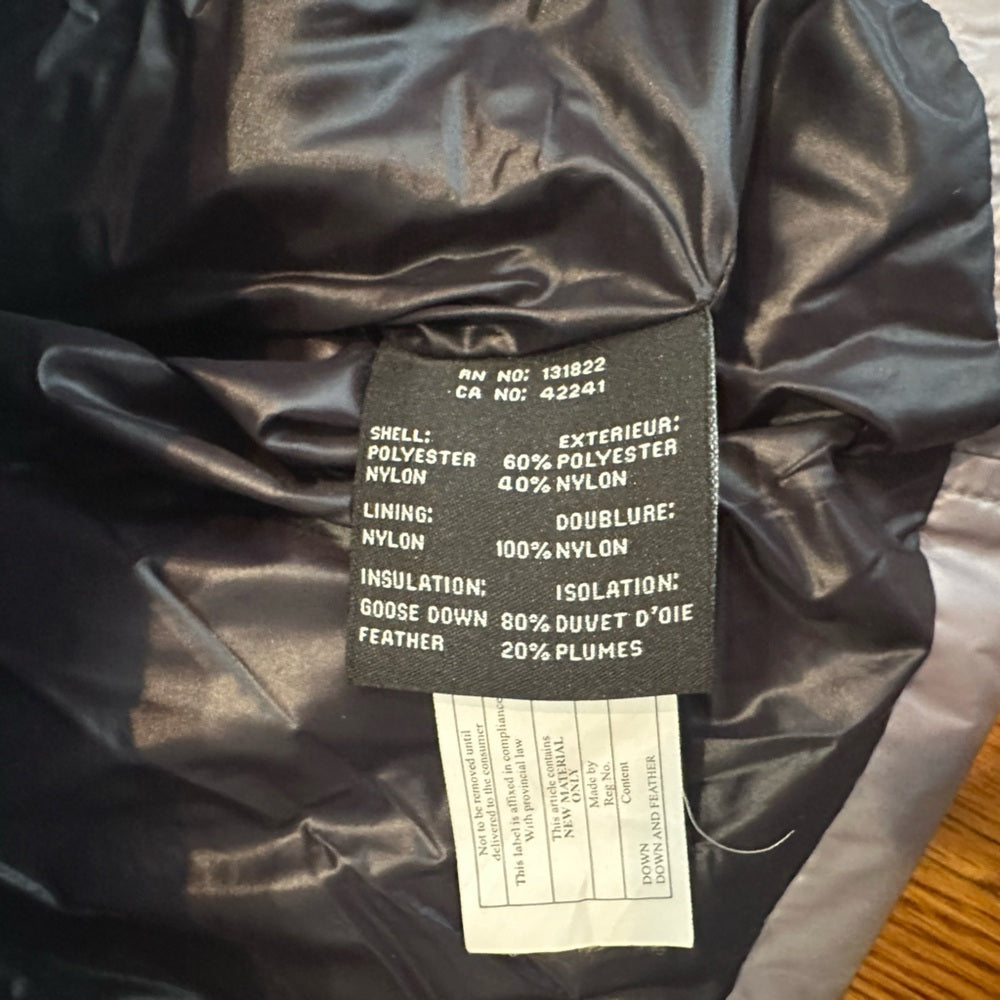 RN NO: 131822
CA NO: 42241
SHELL: EXTERIEUR:
POLYESTER 60% POLYESTER
NYLON 40% NYLON
LINING: DOUBLURE:
NYLON 100% NYLON
INSULATION: ISOLATION:
GOOSE DOWN 80% DUVET D'OIE
FEATHER 20% PLUMES
Not to be removed until
delivered to the consumer
This label is affixed in compliance
With provincial law
This article contains
NEW MATERIAL
ONLY
Made by
Reg No.
Content
DOWN
DOWN AND FEATHER